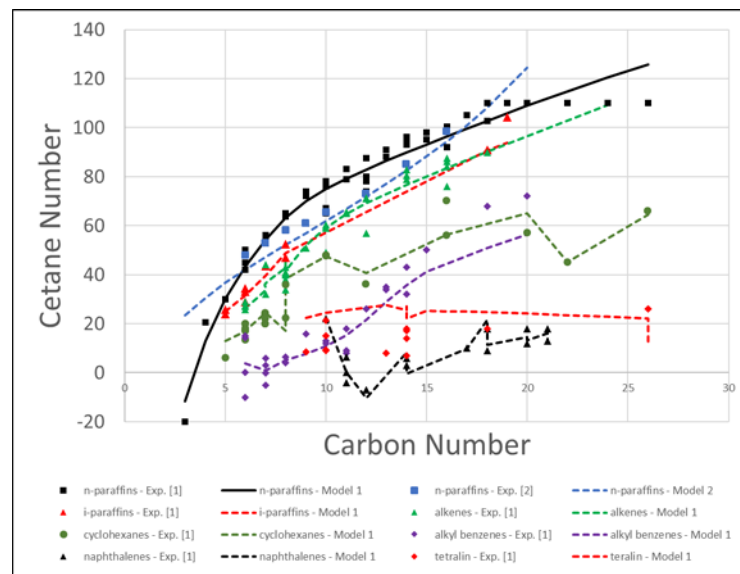 140
120
100
80
60
40
20
0
-20
0 5 10 15 20 25 30
Cetane Number
Carbon Number
n-paraffins - Exp. [1] n-paraffins - Model 1 n-paraffins - Exp. [2] n-paraffins - Model 2
i-paraffins - Exp. [1] i-paraffins - Model 1 alkenes - Exp. [1] alkenes - Model 1
cyclohexanes - Exp. [1] cyclohexanes - Model 1 alkyl benzenes - Exp. [1] alkyl benzenes - Model 1
naphthalenes - Exp. [1] naphthalenes - Model 1 tetralin - Exp. [1] teralin - Model 1